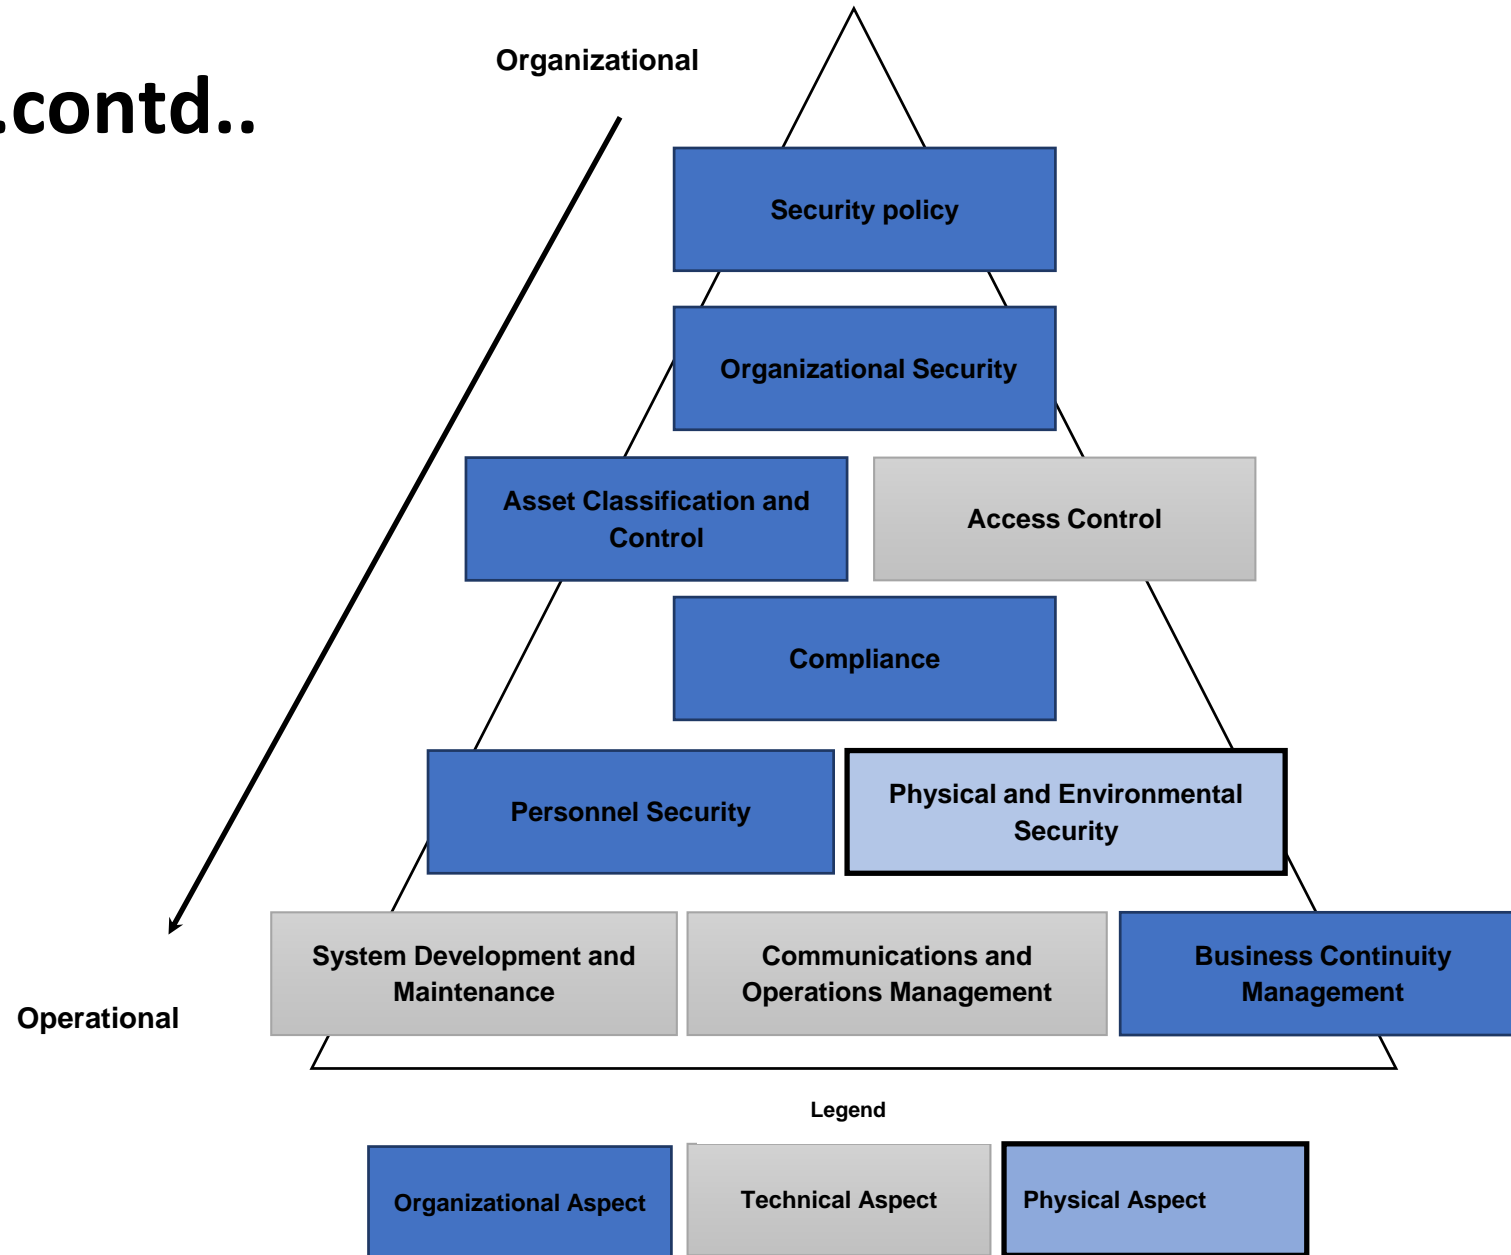 Organizational
.contd..
Security policy
Organizational Security
Asset Classification and
Control
Access Control
Compliance
Personnel Security
Physical and Environmental
Security
System Development and
Maintenance
Communications and
Operations Management
Business Continuity
Management
Operational
Legend
Organizational Aspect
Technical Aspect
Physical Aspect